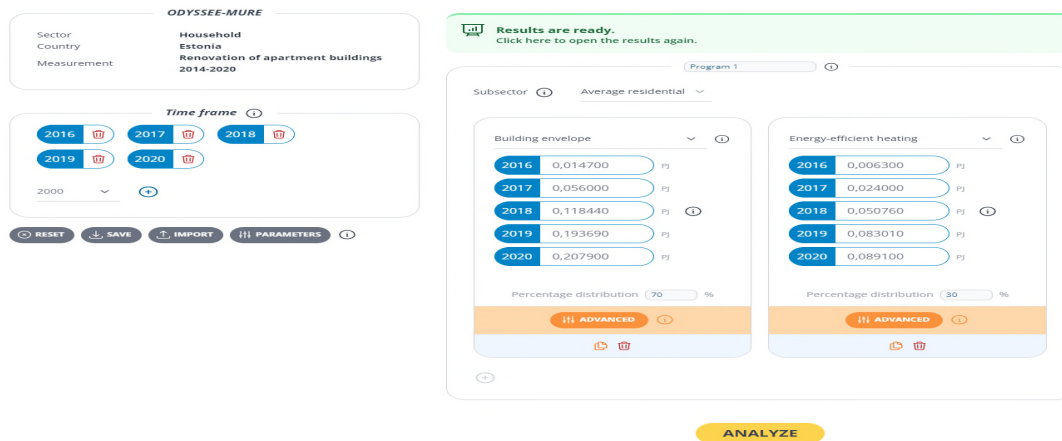 ODYSSEE-MURE
Sector Household
Country Estonia
Measurement Renovation of apartment buildings
2014-2020
Time frame
2016 2017 2018
2019 2020
2000
RESET SAVE IMPORT PARAMETERS
Results are ready.
Click here to open the results again.
Program 1
Subsector Average residential
Building envelope
2016 0,014700 PJ
2017 0,056000 PJ
2018 0,118440 PJ
2019 0,193690 PJ
2020 0,207900 PJ
Percentage distribution 70 %
ADVANCED
Energy-efficient heating
2016 0,006300 PJ
2017 0,024000 PJ
2018 0,050760 PJ
2019 0,083010 PJ
2020 0,089100 PJ
Percentage distribution 30 %
ADVANCED
ANALYZE